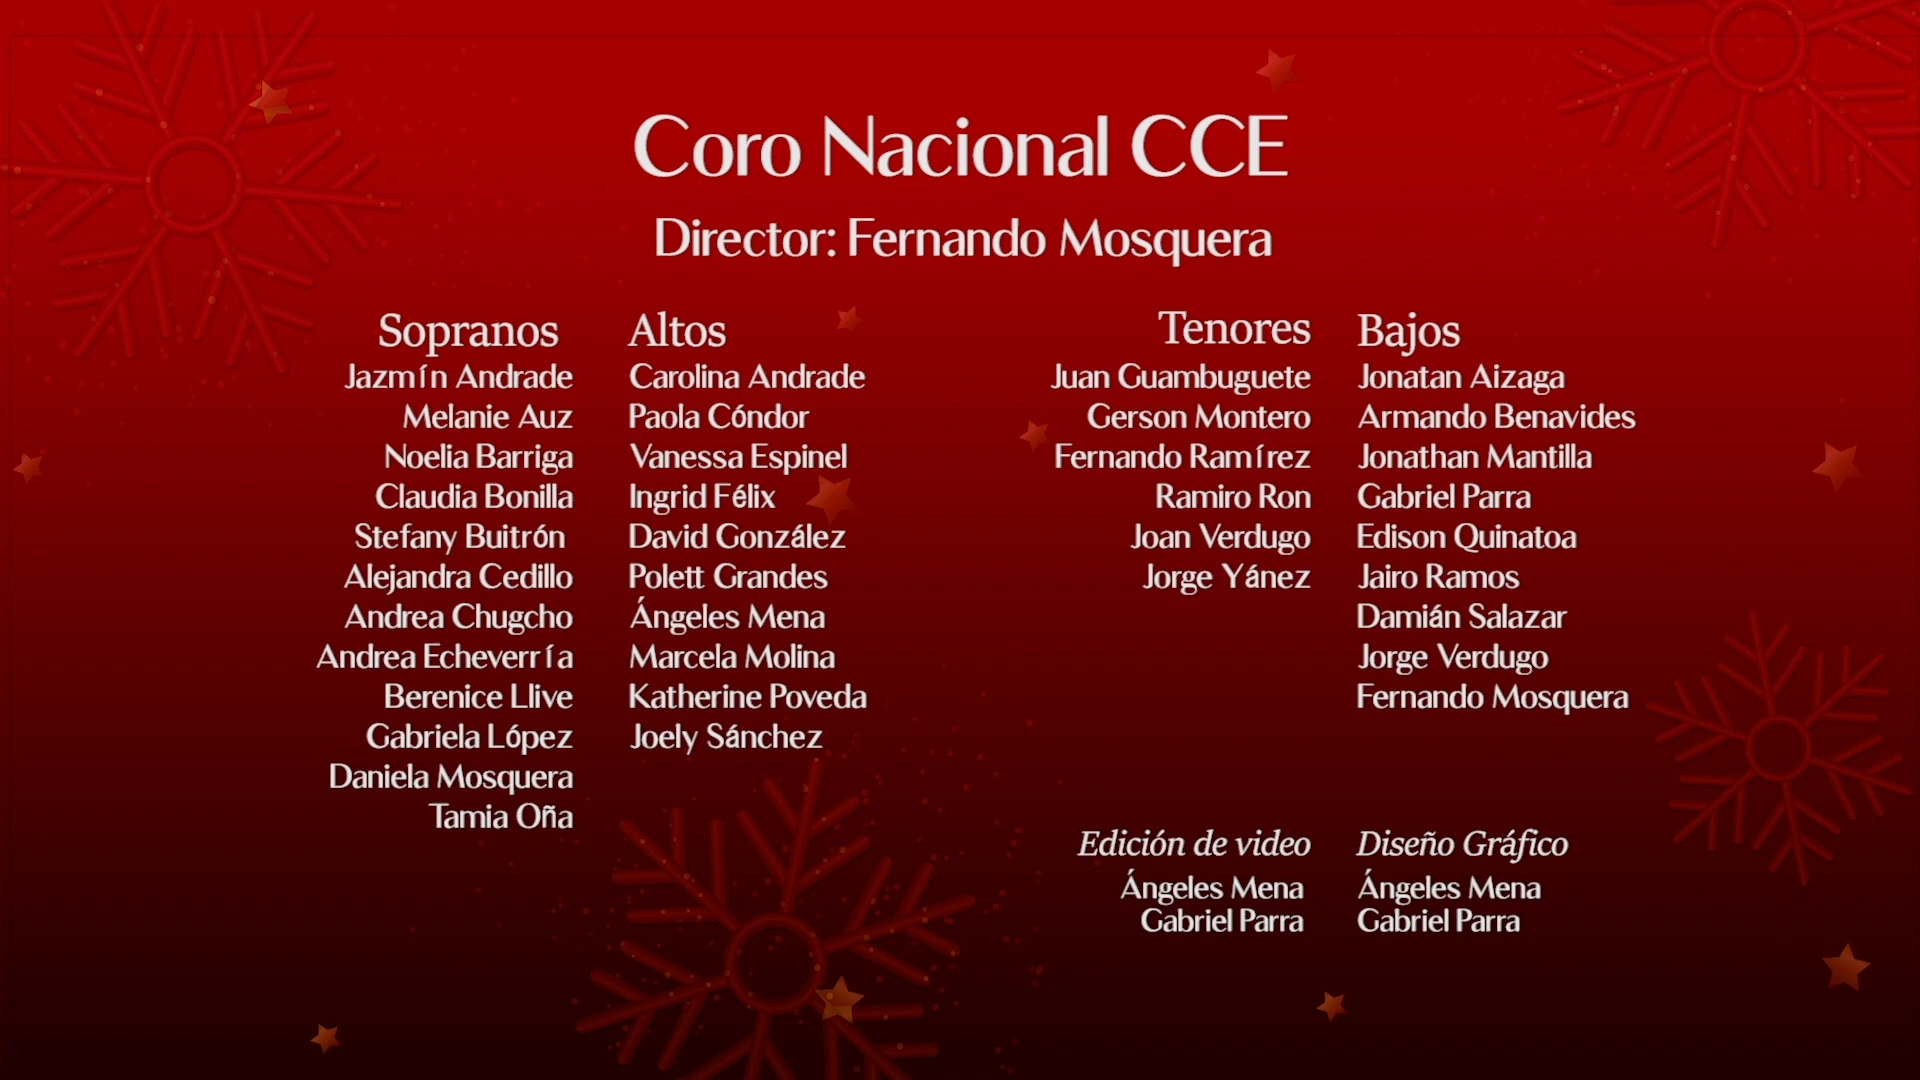 Coro Nacional CCE
Director: Fernando Mosquera
Sopranos
Jazmín Andrade
Melanie Auz
Noelia Barriga
Claudia Bonilla
Stefany Buitrón
Alejandra Cedillo
Andrea Chugcho
Andrea Echeverría
Berenice Llive
Gabriela López
Daniela Mosquera
Tamia Oña
Altos
Carolina Andrade
Paola Cóndor
Vanessa Espinel
Ingrid Félix
David González
Polett Grandes
Ángeles Mena
Marcela Molina
Katherine Poveda
Joely Sánchez
Tenores
Juan Guambuguete
Gerson Montero
Fernando Ramírez
Ramiro Ron
Joan Verdugo
Jorge Yánez
Bajos
Jonatan Aizaga
Armando Benavides
Jonathan Mantilla
Gabriel Parra
Edison Quinatoa
Jairo Ramos
Damián Salazar
Jorge Verdugo
Fernando Mosquera
Edición de video
Ángeles Mena
Gabriel Parra
Diseño Gráfico
Ángeles Mena
Gabriel Parra